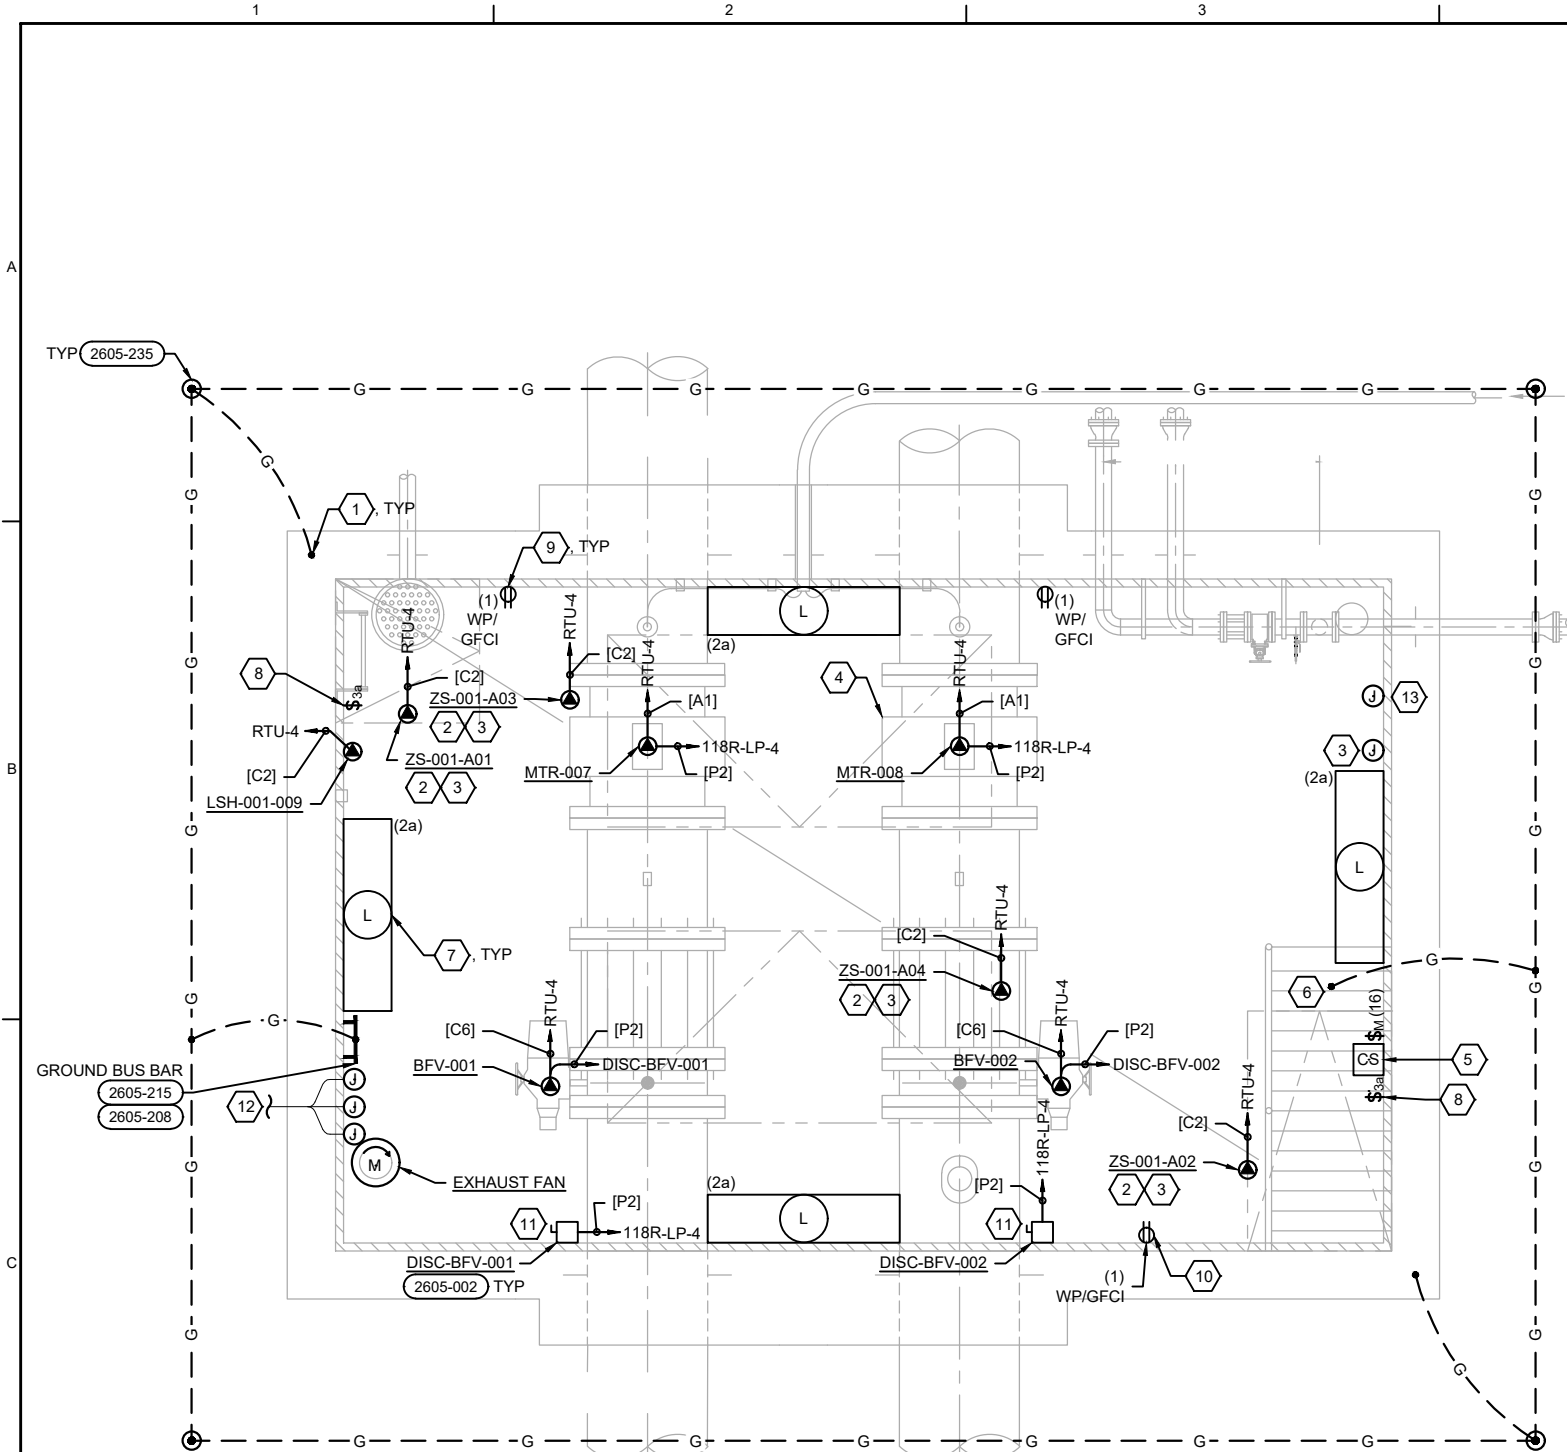 1 2 3
A
TYP 2605-235
G G G G G G G
G
G G
1 , TYP
9 , TYP
(1)
WP/
GFCI
RTU-4
RTU-4
L
(2a)
(1)
WP/
GFCI
[C2]
RTU-4
RTU-4
G G
8
$3a
[C2]
ZS-001-A03
2 3
[A1]
4
[A1]
J 13
RTU-4
118R-LP-4
118R-LP-4
3 J
B
[C2]
ZS-001-A01
2 3
MTR-007
[P2]
MTR-008
[P2]
(2a)
LSH-001-009
(2a)
G G
L
L
RTU-4
[C2]
7 , TYP
ZS-001-A04
2 3
G
6
G G
G
RTU-4
RTU-4
$M (16)
[C6]
[P2]
[C6]
[P2]
BFV-001
DISC-BFV-001
BFV-002
DISC-BFV-002
CS 5
GROUND BUS BAR
2605-215
2605-208
J
12 J
J
$3a 8
RTU-4
118R-LP-4
[C2]
M
EXHAUST FAN
ZS-001-A02
2 3
G G
[P2]
(2a)
L
[P2]
11
118R-LP-4
11
DISC-BFV-001
2605-002 TYP
DISC-BFV-002
10
(1)
WP/GFCI
C
G G
G
G G G G G G G